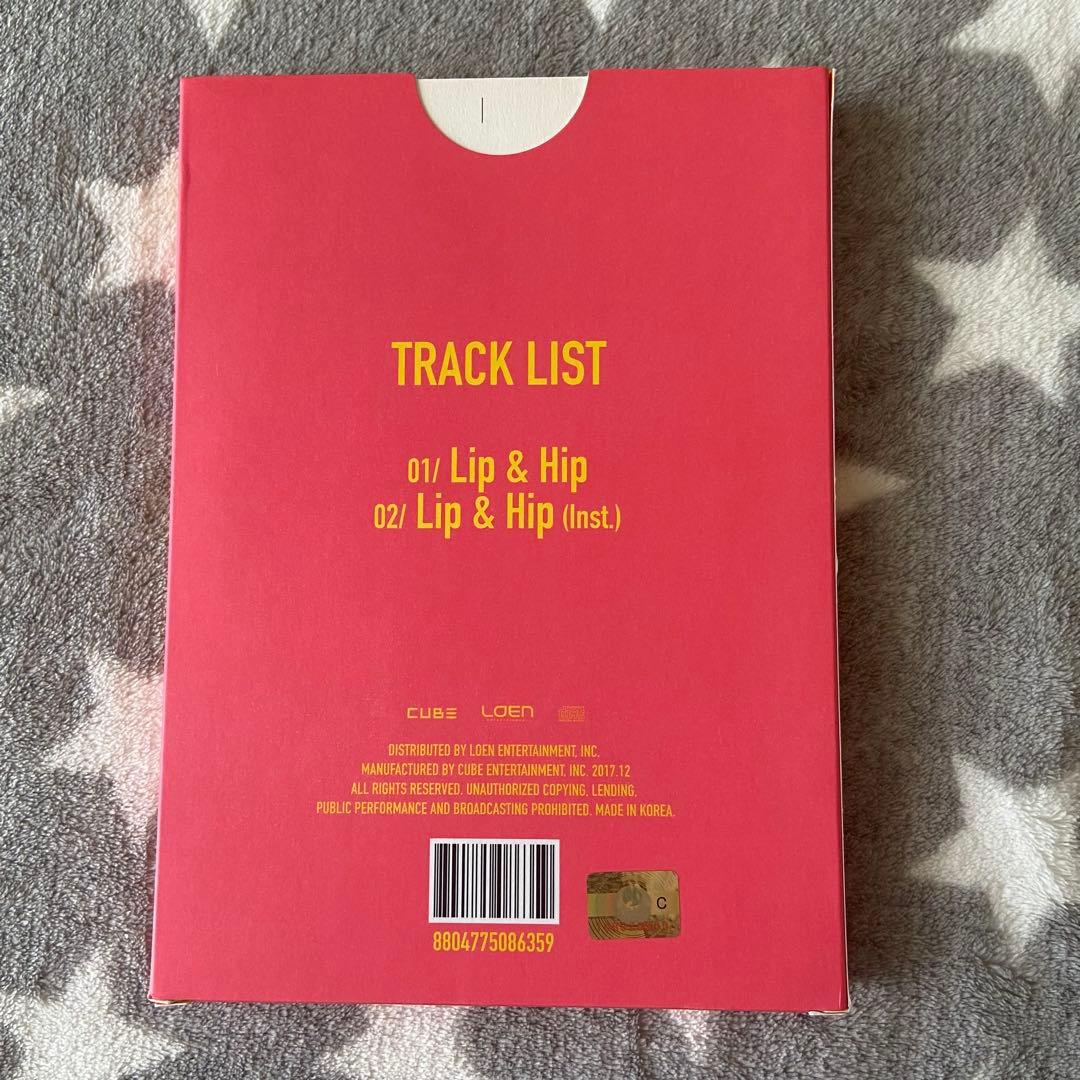 TRACK LIST
01/ Lip & Hip
02/ Lip & Hip (Inst.)
CUBE LOEN
DISTRIBUTED BY LOEN ENTERTAINMENT, INC.
MANUFACTURED BY CUBE ENTERTAINMENT, INC. 2017.12
ALL RIGHTS RESERVED. UNAUTHORIZED COPYING, LENDING,
PUBLIC PERFORMANCE AND BROADCASTING PROHIBITED. MADE IN KOREA.
C
8804775086359